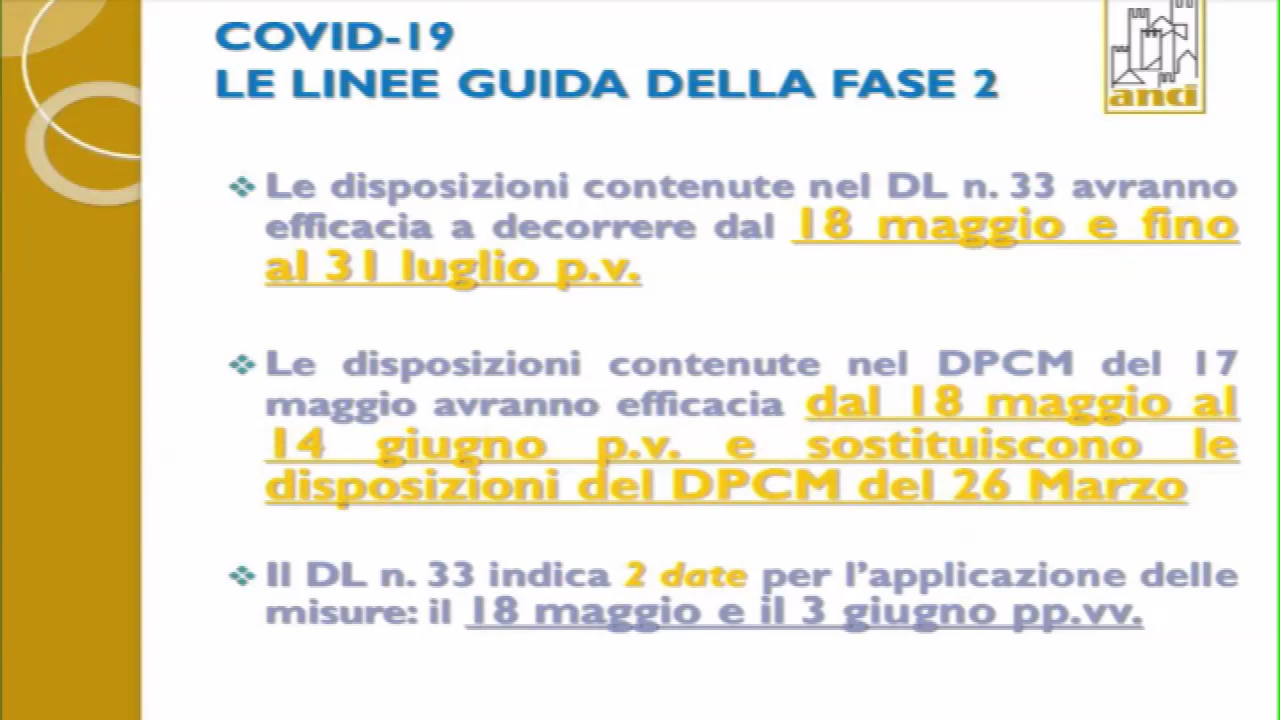 COVID-19
LE LINEE GUIDA DELLA FASE 2
anci
❖ Le disposizioni contenute nel DL n. 33 avranno
efficacia a decorrere dal 18 maggio e fino
al 31 luglio p.v.
❖ Le disposizioni contenute nel DPCM del 17
maggio avranno efficacia dal 18 maggio al
14 giugno p.v. e sostituiscono le
disposizioni del DPCM del 26 Marzo
❖ Il DL n. 33 indica 2 date per l'applicazione delle
misure: il 18 maggio e il 3 giugno pp.vv.